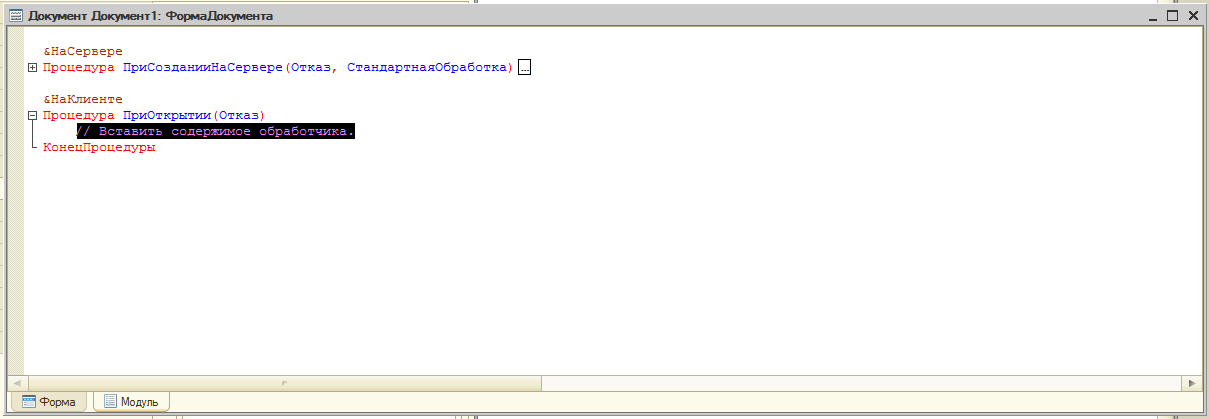 Документ Документ1: ФормаДокумента
&НаСервере
Процедура ПриСозданииНаСервере(Отказ, СтандартнаяОбработка) ...
&НаКлиенте
Процедура ПриОткрытии(Отказ)
// Вставить содержимое обработчика.
КонецПроцедуры
Форма Модуль